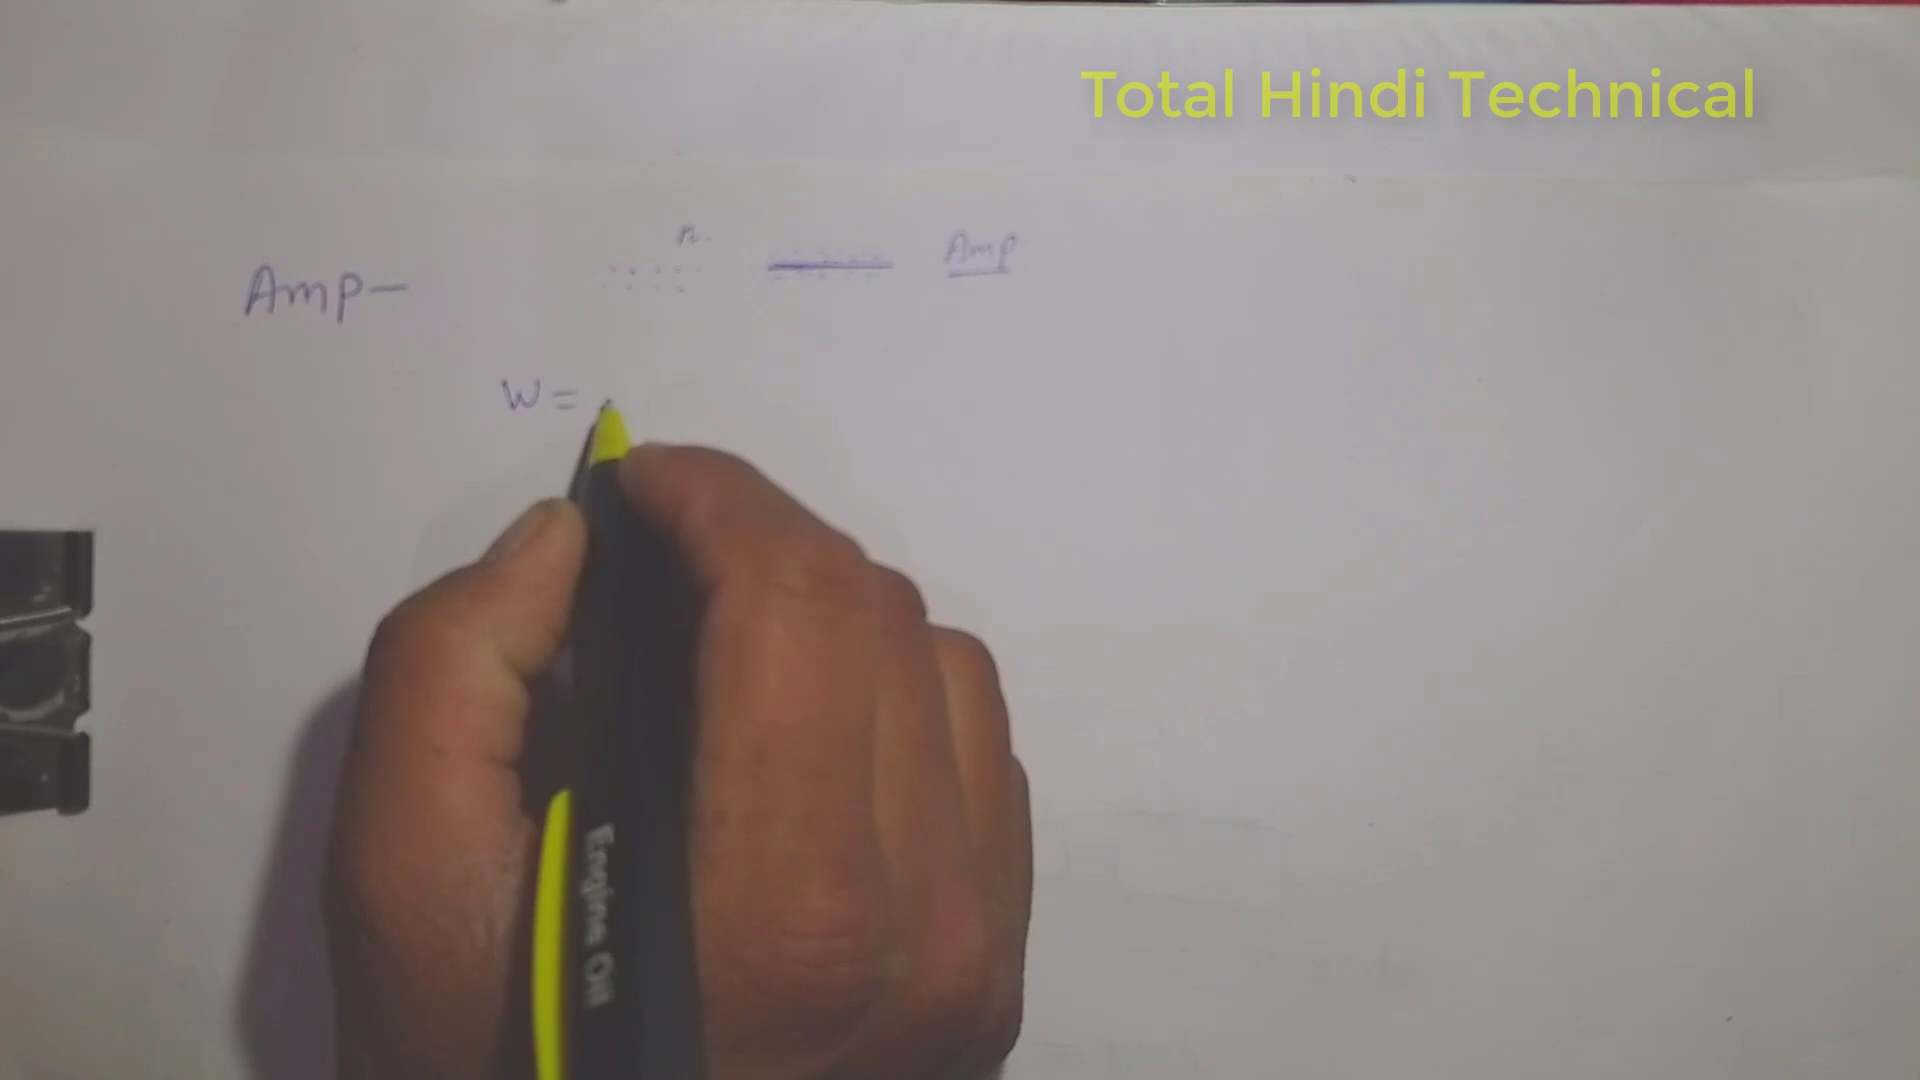 Total Hindi Technical
Amp
Amp-
W =
Engine Oil